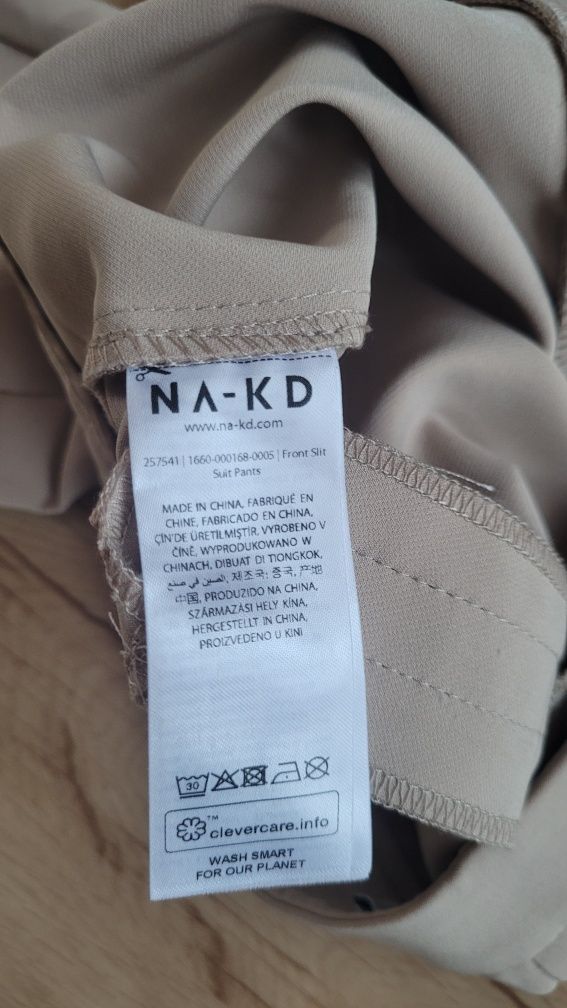 NA-KD
www.na-kd.com
257541 | 1660-000168-0005 | Front Slit
Suit Pants
MADE IN CHINA, FABRIQUÉ EN
CHINE, FABRICADO EN CHINA,
ÇİN'DE ÜRETİLMİŞTİR, VYROBENO V
ČÍNĚ, WYPRODUKOWANO W
CHINACH, DIBUAT DI TIONGKOK,
الصين في صنع, 제조국: 중국, 产地
中国, PRODUZIDO NA CHINA,
SZÁRMAZÁSI HELY KÍNA,
HERGESTELLT IN CHINA,
PROIZVEDENO U KINI
30
™
clevercare.info
WASH SMART
FOR OUR PLANET